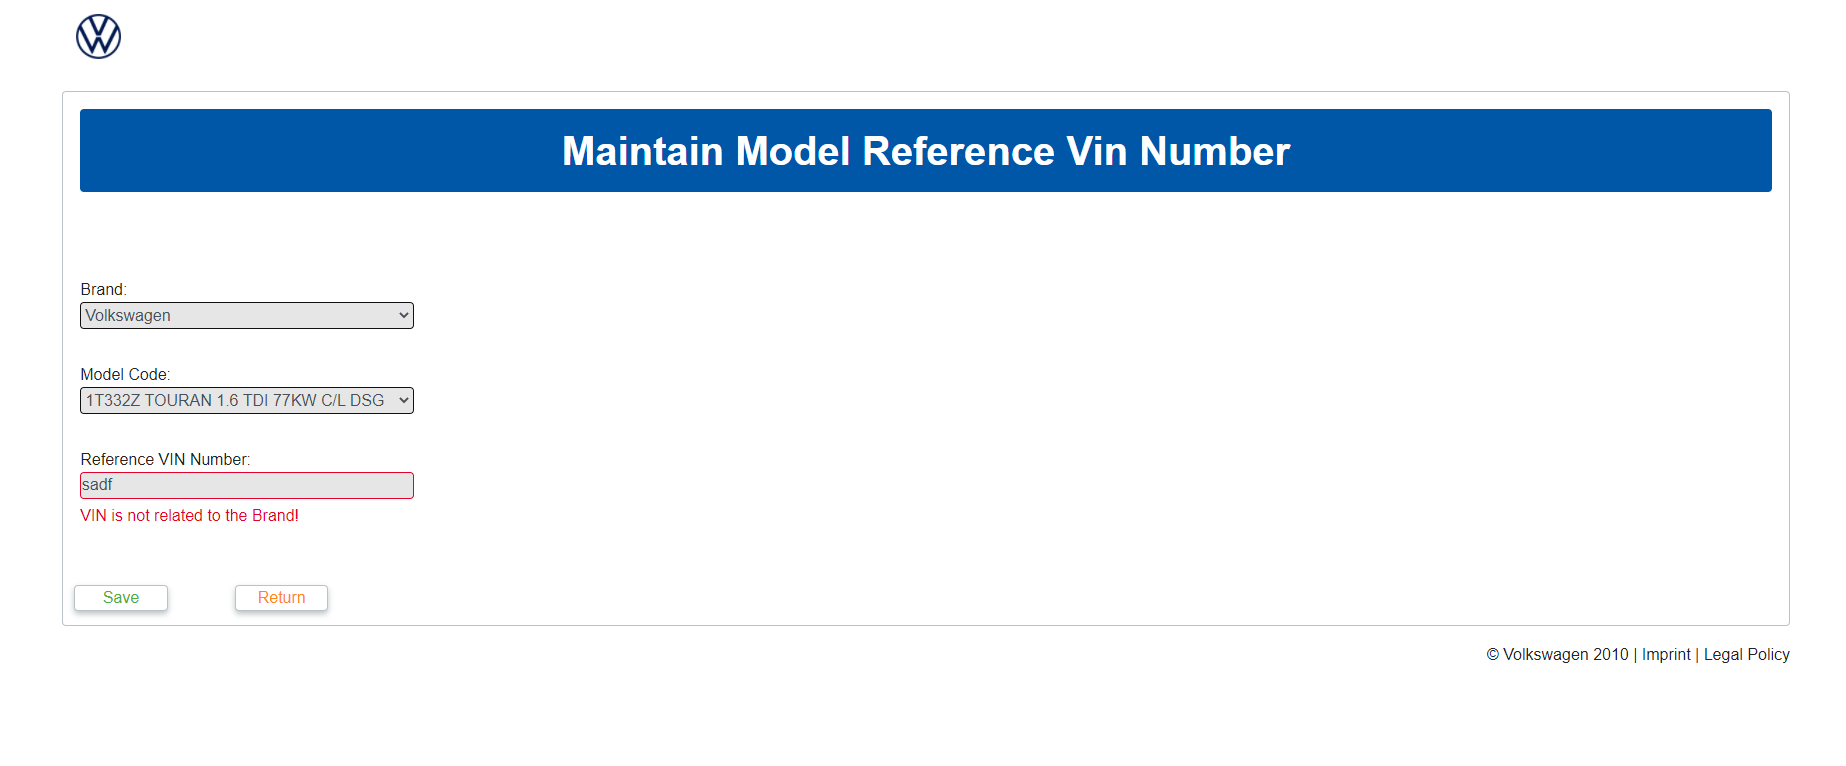 Maintain Model Reference Vin Number
Brand:
Volkswagen
Model Code:
1T332Z TOURAN 1.6 TDI 77KW C/L DSG
Reference VIN Number:
sadf
VIN is not related to the Brand!
Save Return
© Volkswagen 2010 | Imprint | Legal Policy